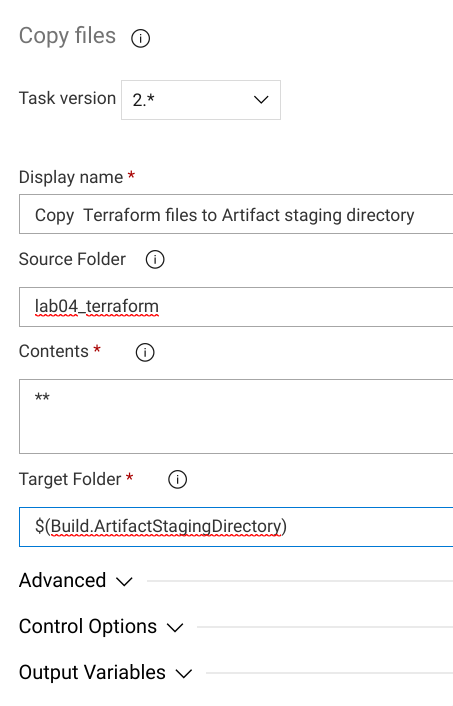 Copy files
Task version 2.*
Display name *
Copy  Terraform files to Artifact staging directory
Source Folder
lab04_terraform
Contents *
**
Target Folder *
$(Build.ArtifactStagingDirectory)
Advanced
Control Options
Output Variables